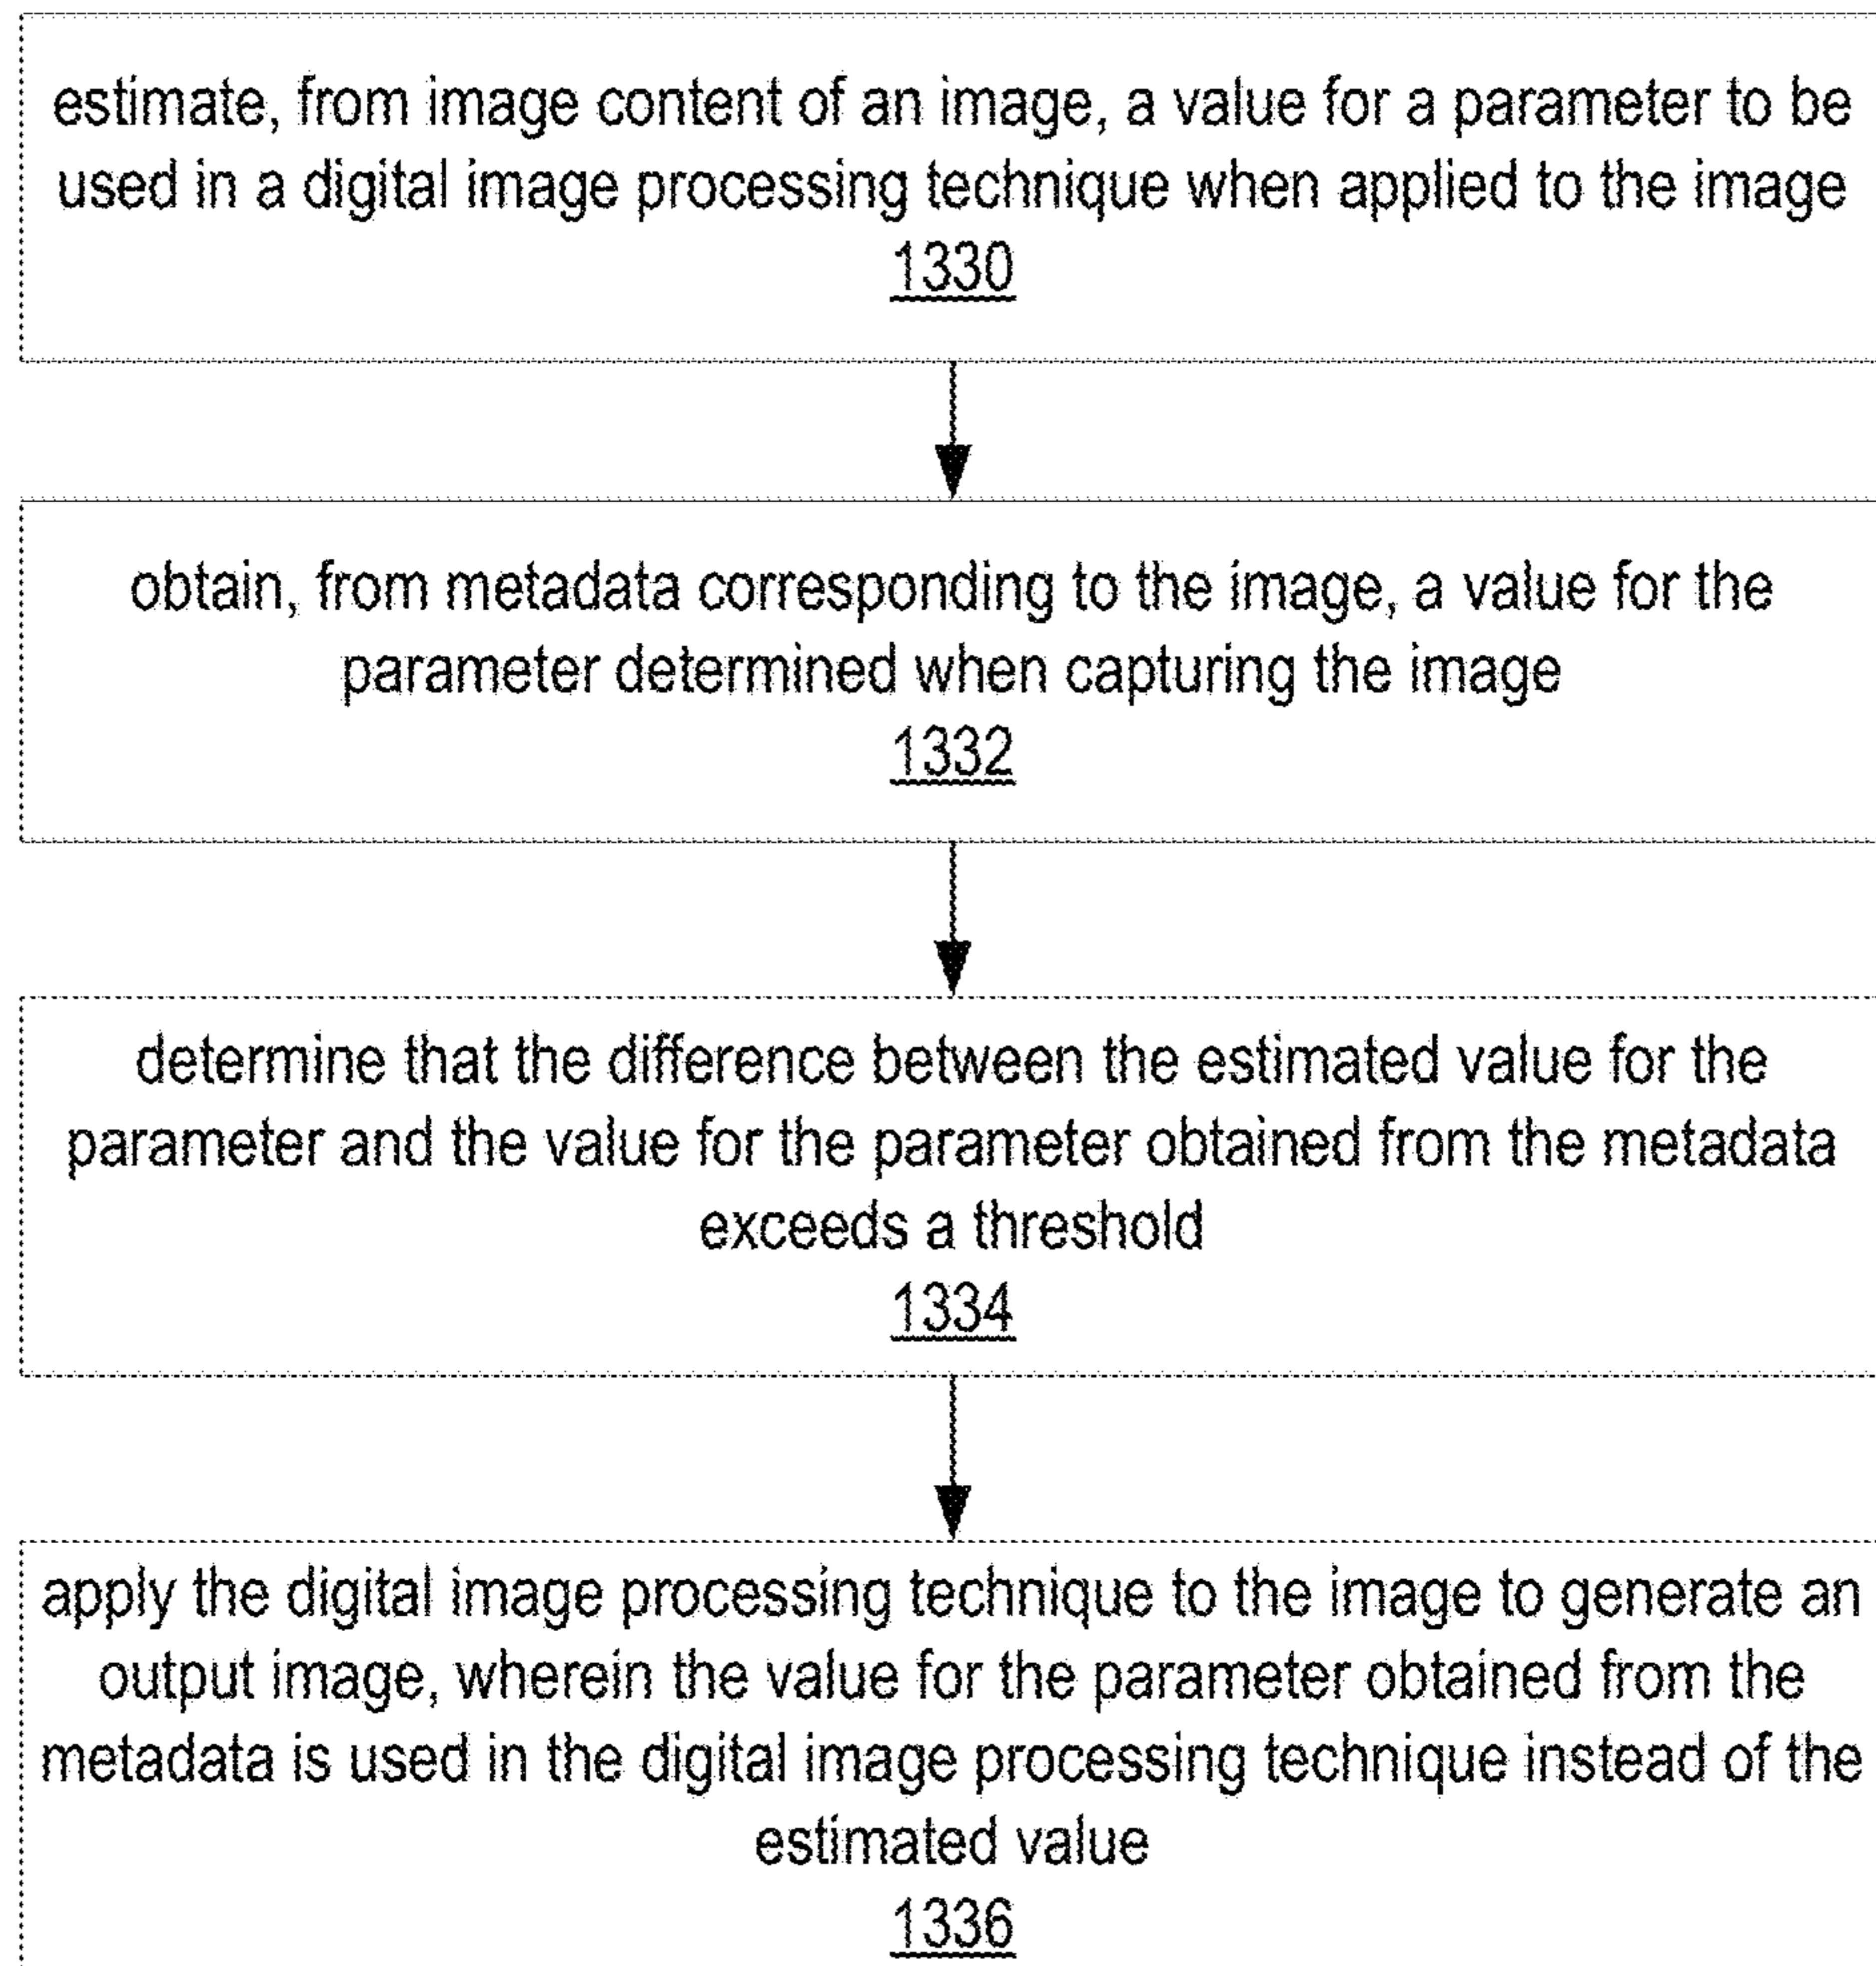 estimate, from image content of an image, a value for a parameter to be
used in a digital image processing technique when applied to the image
1330
obtain, from metadata corresponding to the image, a value for the
parameter determined when capturing the image
1332
determine that the difference between the estimated value for the
parameter and the value for the parameter obtained from the metadata
exceeds a threshold
1334
apply the digital image processing technique to the image to generate an
output image, wherein the value for the parameter obtained from the
metadata is used in the digital image processing technique instead of the
estimated value
1336